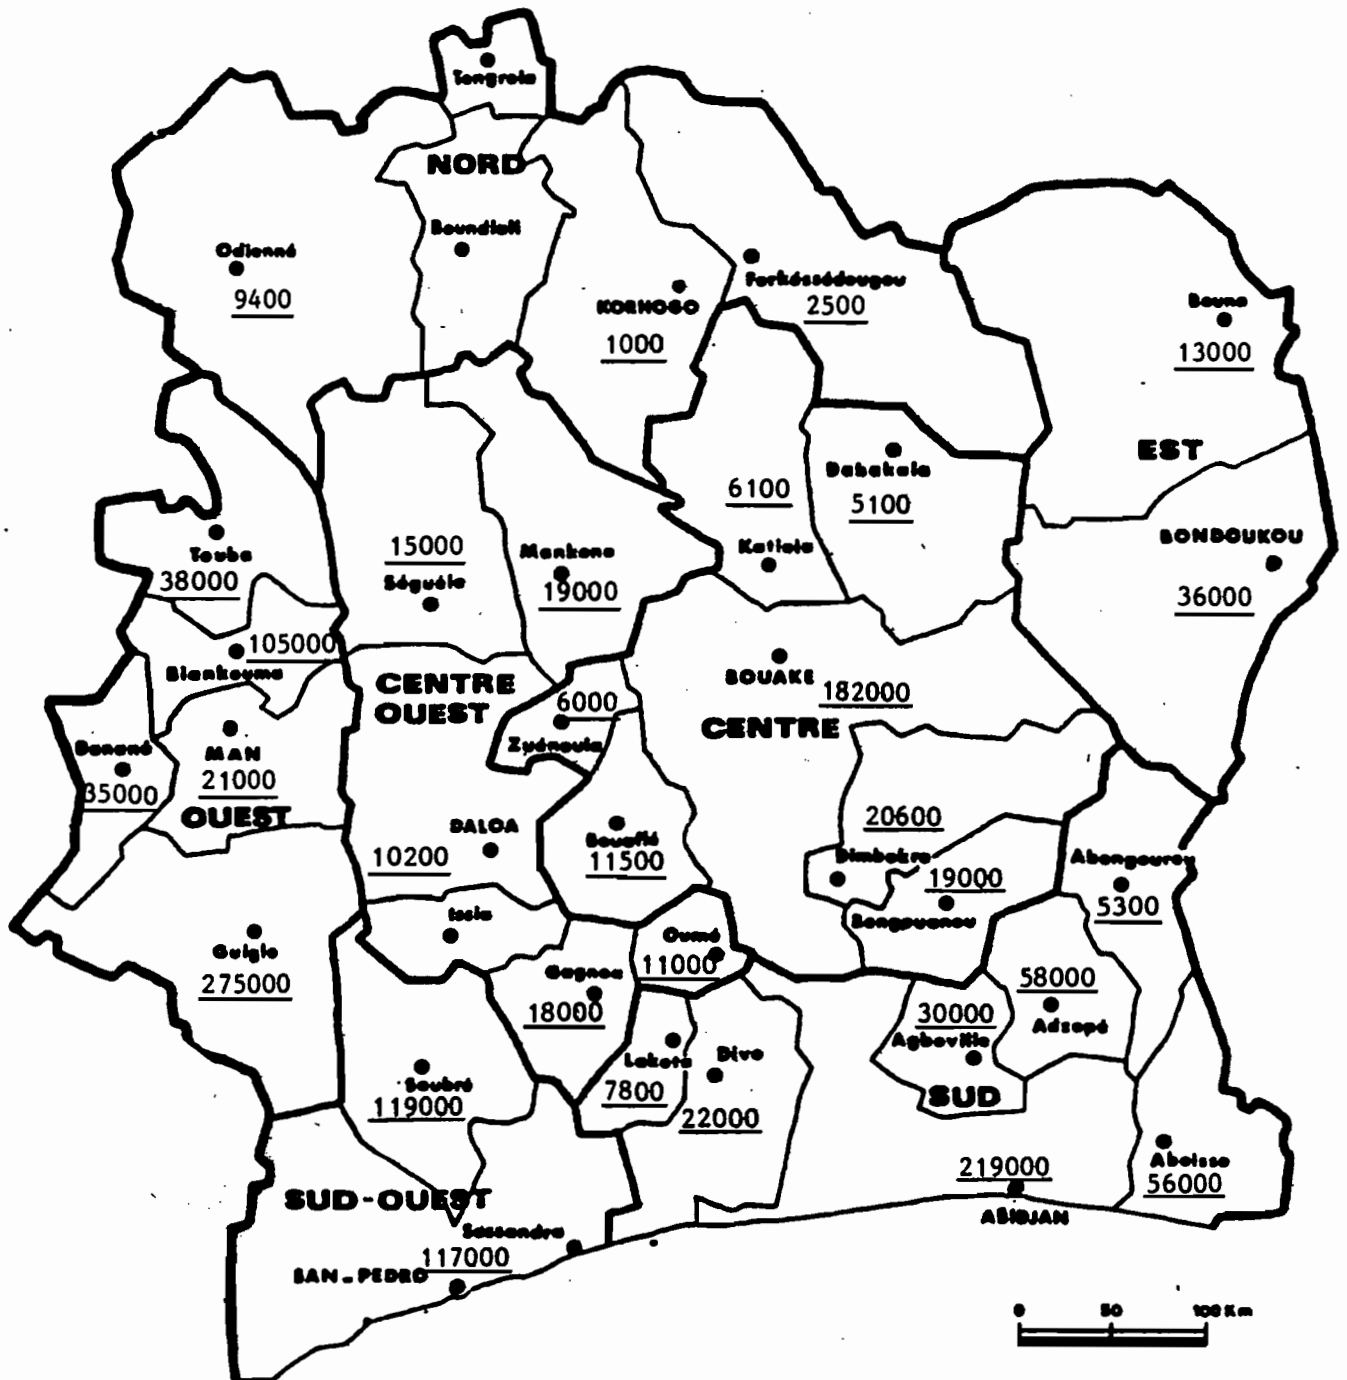 Tengrela
NORD
Boundiali
Odienné
9400
Ferkéssédougou
2500
KORHOGO
1000
Bouna
13000
EST
Dabakala
5100
6100
Katiola
BONDOUKOU
36000
Touba
38000
15000
Séguéla
Mankono
19000
105000
Biankouma
CENTRE
OUEST
BOUAKE
182000
CENTRE
6000
Zuénoula
Danané
35000
MAN
21000
OUEST
DALOA
10200
Bouaflé
11500
20600
Dimbokro
19000
Bongouanou
Abengourou
5300
Issia
Guiglo
275000
Oumé
11000
Gagnoa
18000
58000
Adzopé
30000
Agboville
SUD
Lakota
7800
Divo
22000
Soubré
119000
219000
ABIDJAN
Aboisso
56000
SUD-OUEST
Sassandra
117000
SAN-PEDRO
0 50 100 Km